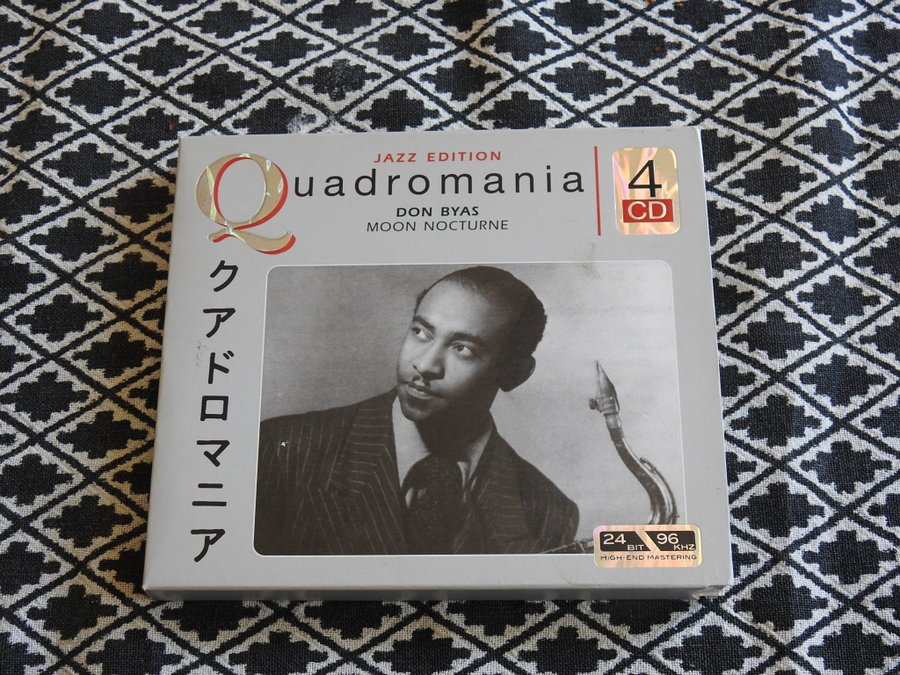 JAZZ EDITION
Quadromania
DON BYAS
MOON NOCTURNE
4
CD
クアドロマニア
24 BIT 96 KHZ
HIGH-END MASTERING